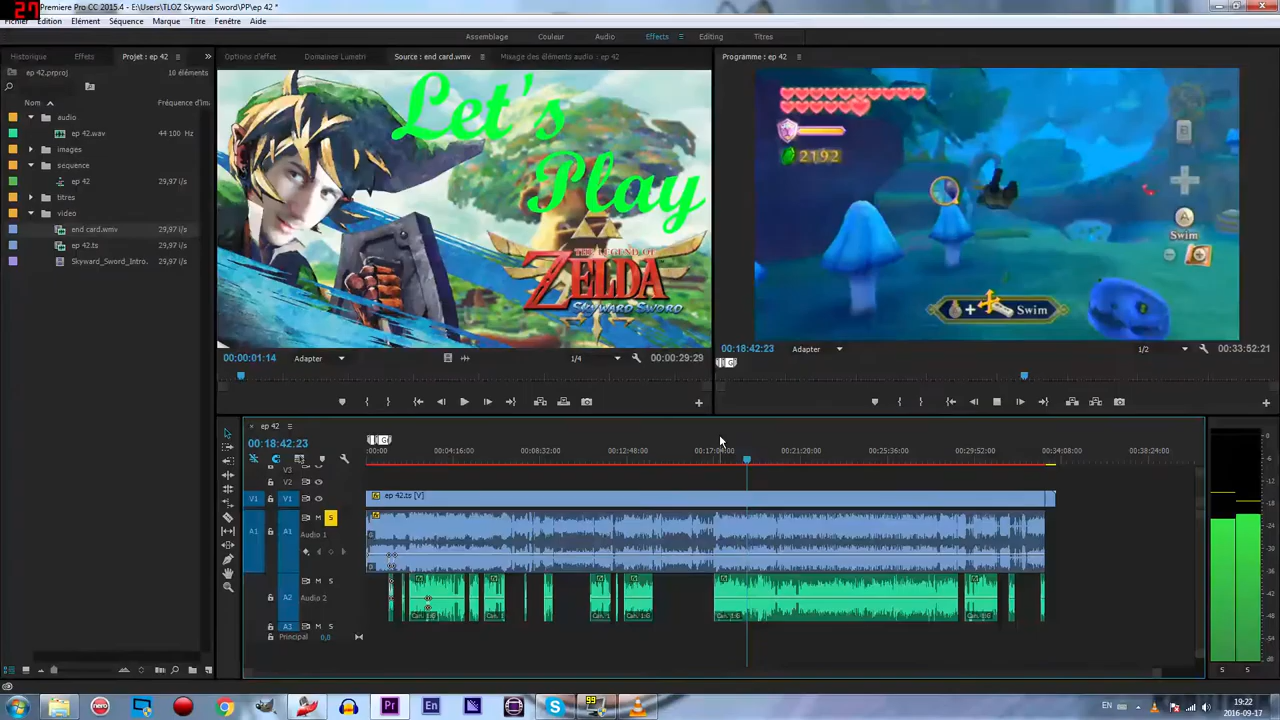 27
Premiere Pro CC 2015.4 - E:\Users\TLOZ Skyward Sword\PP\ep 42 *
Fichier Edition Elément Séquence Marque Titre Fenêtre Aide
Assemblage Couleur Audio Effects Editing Titres
Historique Effets Projet : ep 42
Options d'effet Domaines Lumetri Source : end card.wmv Mixage des éléments audio : ep 42
Programme : ep 42
ep 42.prproj 10 éléments
Nom Fréquence d'im
audio
ep 42.wav 44 100 Hz
images
sequence
ep 42 29,97 i/s
titres
video
end card.wmv 29,97 i/s
ep 42.ts 29,97 i/s
Skyward_Sword_Intro. 29,97 i/s
Let's
Play
THE LEGEND OF
ZELDA
SKYWARD SWORD
2192
B
A
Swim
+ Swim
00:00:01:14 Adapter 1/4 00:00:29:29
00:18:42:23 Adapter 1/2 00:33:52:21
ep 42
00:18:42:23
:00:00 00:04:16:00 00:08:32:00 00:12:48:00 00:17:04:00 00:21:20:00 00:25:36:00 00:29:52:00 00:34:08:00 00:38:24:00
V3
V2
V1 V1 ep 42.ts [V]
A1 A1 M S
Audio 1
A2 M S
Audio 2
A3 M S
Principal 0,0
S S
Pr En 99
EN 19:22
2016-09-17